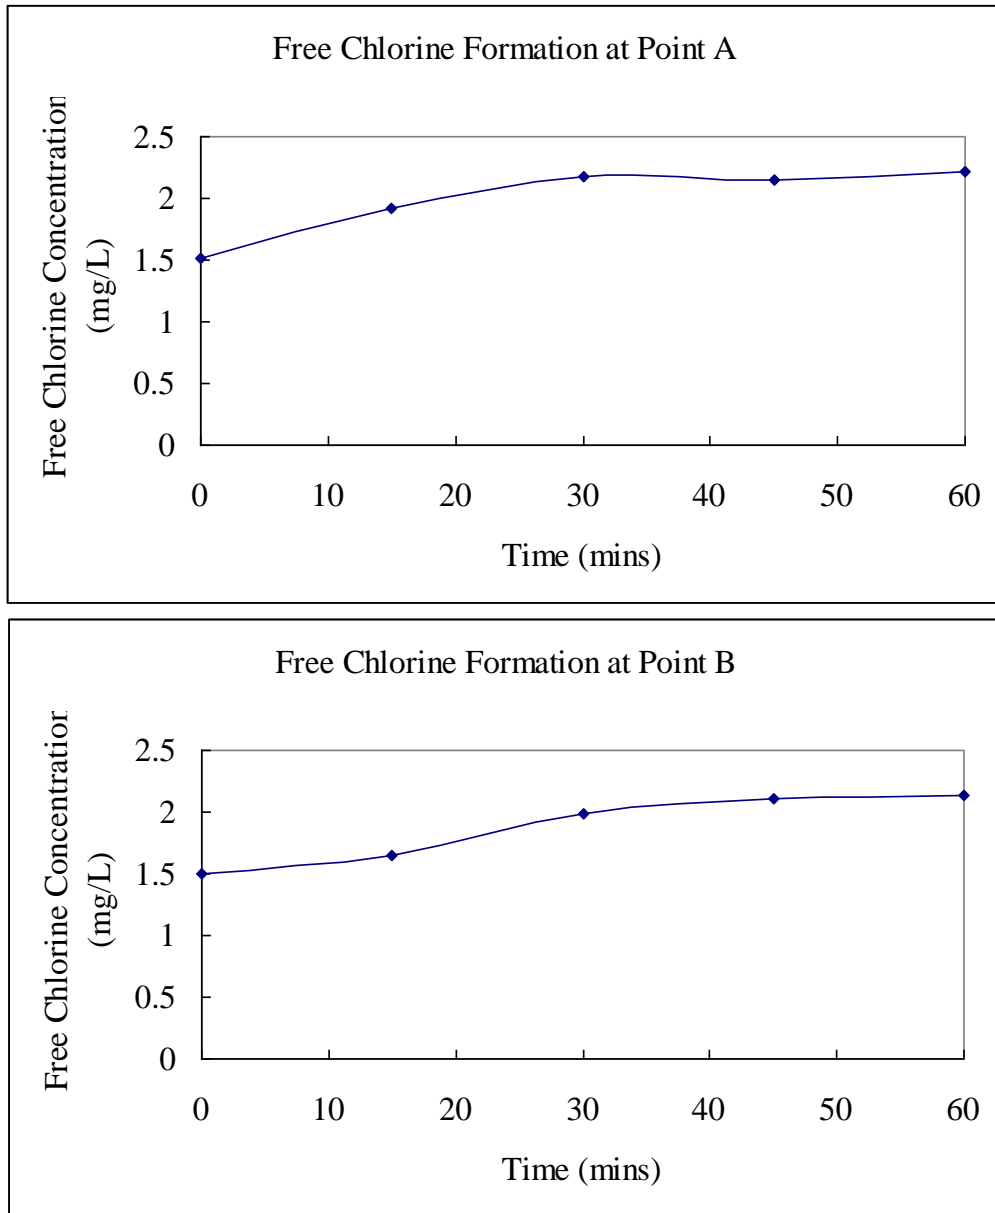 Free Chlorine Formation at Point A
Free Chlorine Concentration
(mg/L)
2.5
2
1.5
1
0.5
0
0 10 20 30 40 50 60
Time (mins)
Free Chlorine Formation at Point B
Free Chlorine Concentration
(mg/L)
2.5
2
1.5
1
0.5
0
0 10 20 30 40 50 60
Time (mins)